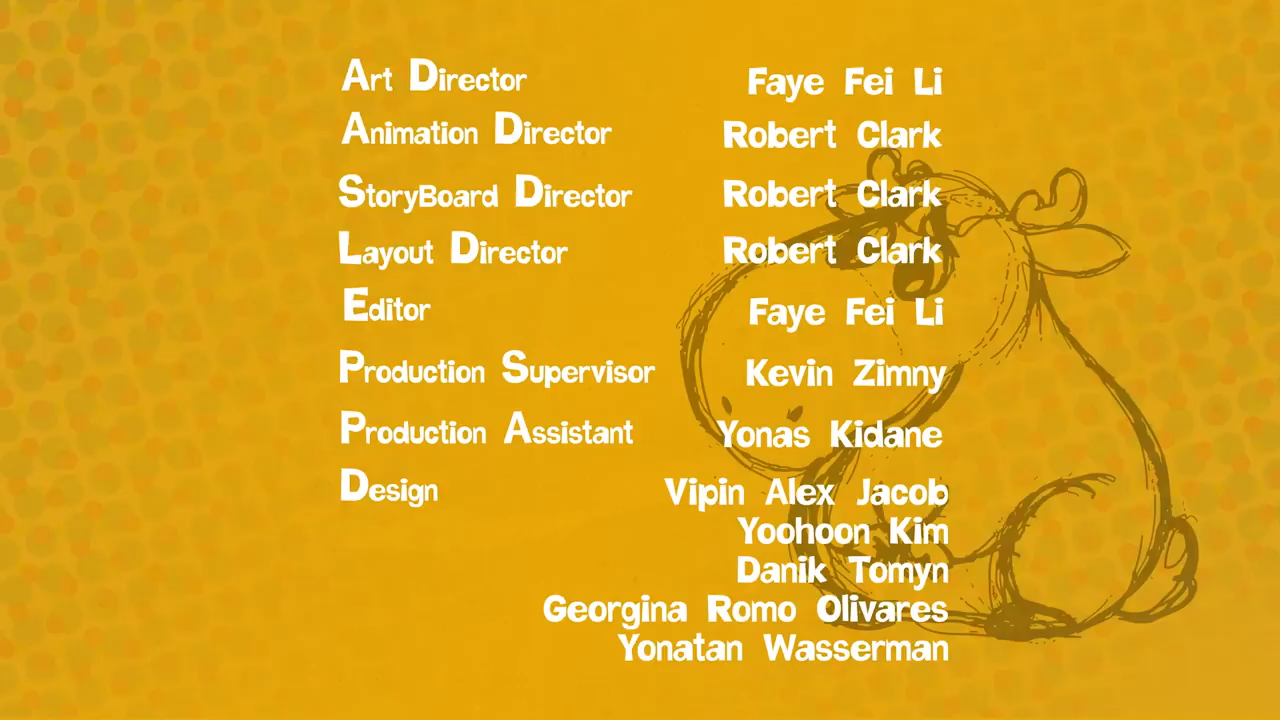 Art Director Faye Fei Li
Animation Director Robert Clark
StoryBoard Director Robert Clark
Layout Director Robert Clark
Editor Faye Fei Li
Production Supervisor Kevin Zimny
Production Assistant Yonas Kidane
Design Vipin Alex Jacob
Yoohoon Kim
Danik Tomyn
Georgina Romo Olivares
Yonatan Wasserman